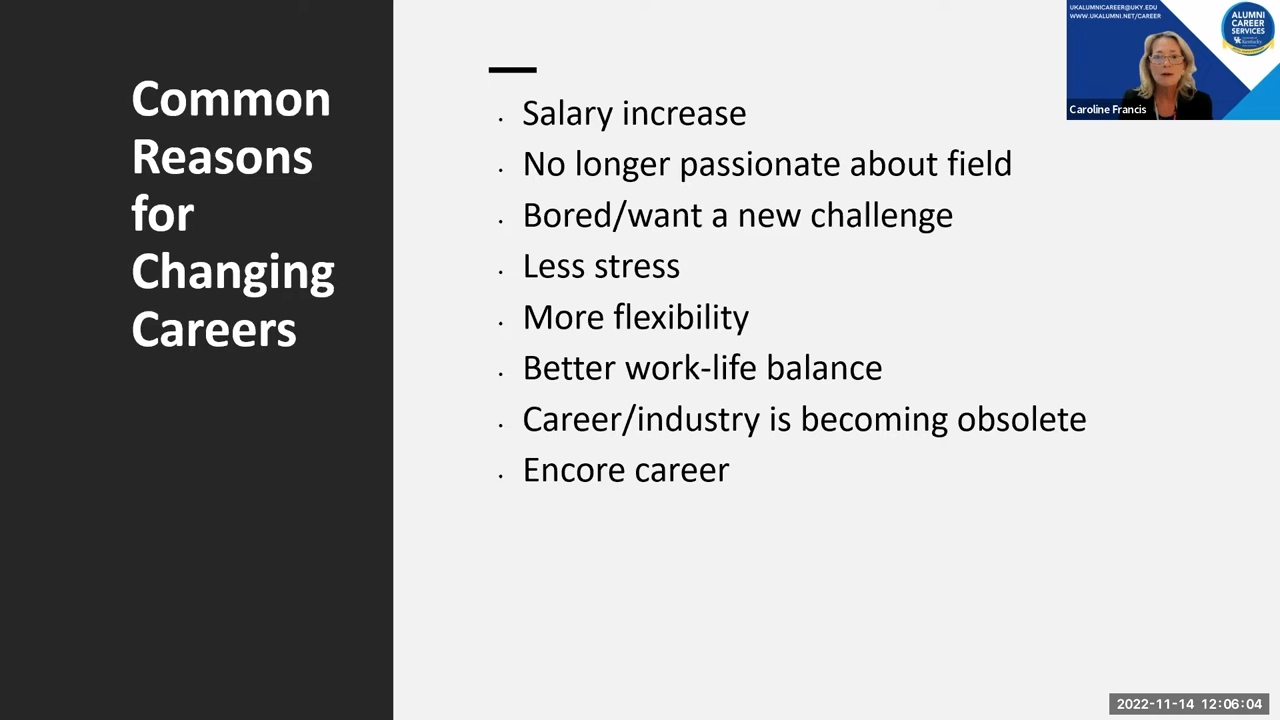 Common
Reasons
for
Changing
Careers
· Salary increase
· No longer passionate about field
· Bored/want a new challenge
· Less stress
· More flexibility
· Better work-life balance
· Career/industry is becoming obsolete
· Encore career
UKALUMNICAREER@UKY.EDU
WWW.UKALUMNI.NET/CAREER
ALUMNI
CAREER
SERVICES
UK Kentucky
Caroline Francis
2022-11-14 12:06:04